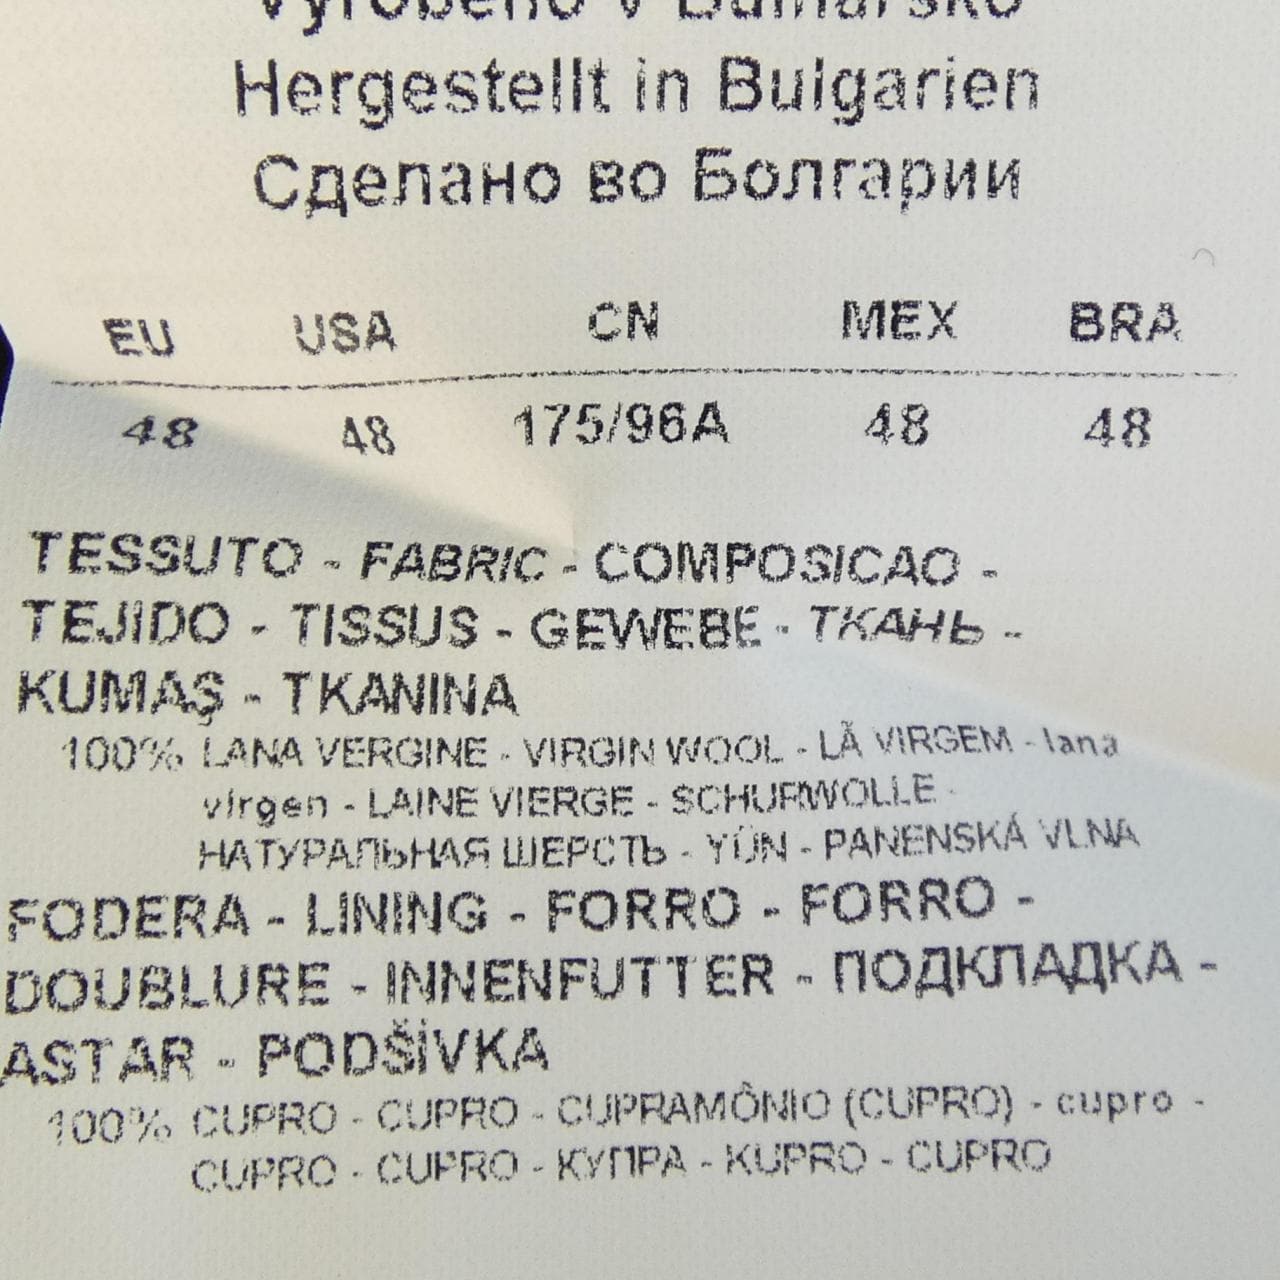 Vyrobeno v Bulharsko
Hergestellt in Bulgarien
Сделано во Болгарии
EU USA CN MEX BRA
48 48 175/96A 48 48
TESSUTO - FABRIC - COMPOSICAO -
TEJIDO - TISSUS - GEWEBE - ТКАНЬ -
KUMAŞ - TKANINA
100% LANA VERGINE - VIRGIN WOOL - LÃ VIRGEM - lana
virgen - LAINE VIERGE - SCHURWOLLE -
НАТУРАЛЬНАЯ ШЕРСТЬ - YÜN - PANENSKÁ VLNA
FODERA - LINING - FORRO - FORRO -
DOUBLURE - INNENFUTTER - ПОДКЛАДКА -
ASTAR - PODŠÍVKA
100% CUPRO - CUPRO - CUPRAMÔNIO (CUPRO) - cupro -
CUPRO - CUPRO - КУПРА - KUPRO - CUPRO